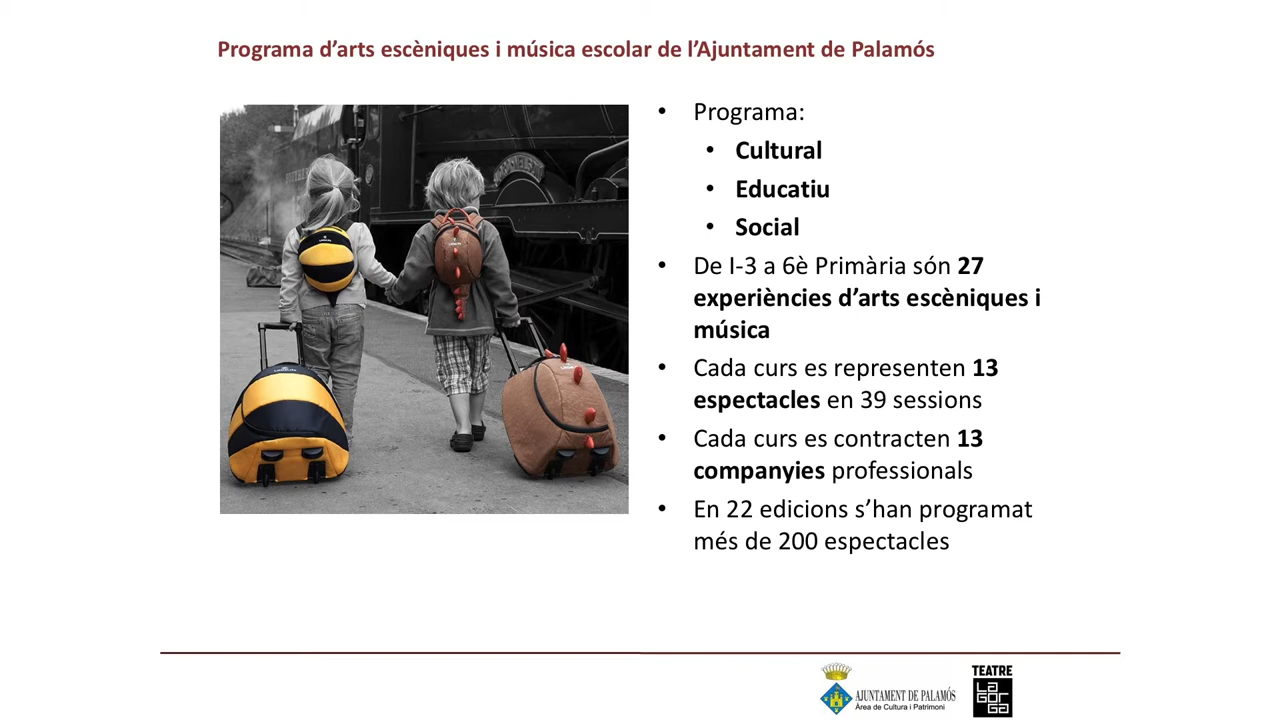 Programa d'arts escèniques i música escolar de l'Ajuntament de Palamós
• Programa:
• Cultural
• Educatiu
• Social
• De I-3 a 6è Primària són 27
experiències d'arts escèniques i
música
• Cada curs es representen 13
espectacles en 39 sessions
• Cada curs es contracten 13
companyies professionals
• En 22 edicions s'han programat
més de 200 espectacles
AJUNTAMENT DE PALAMÓS
Àrea de Cultura i Patrimoni
TEATRE
LA
GOR
GA